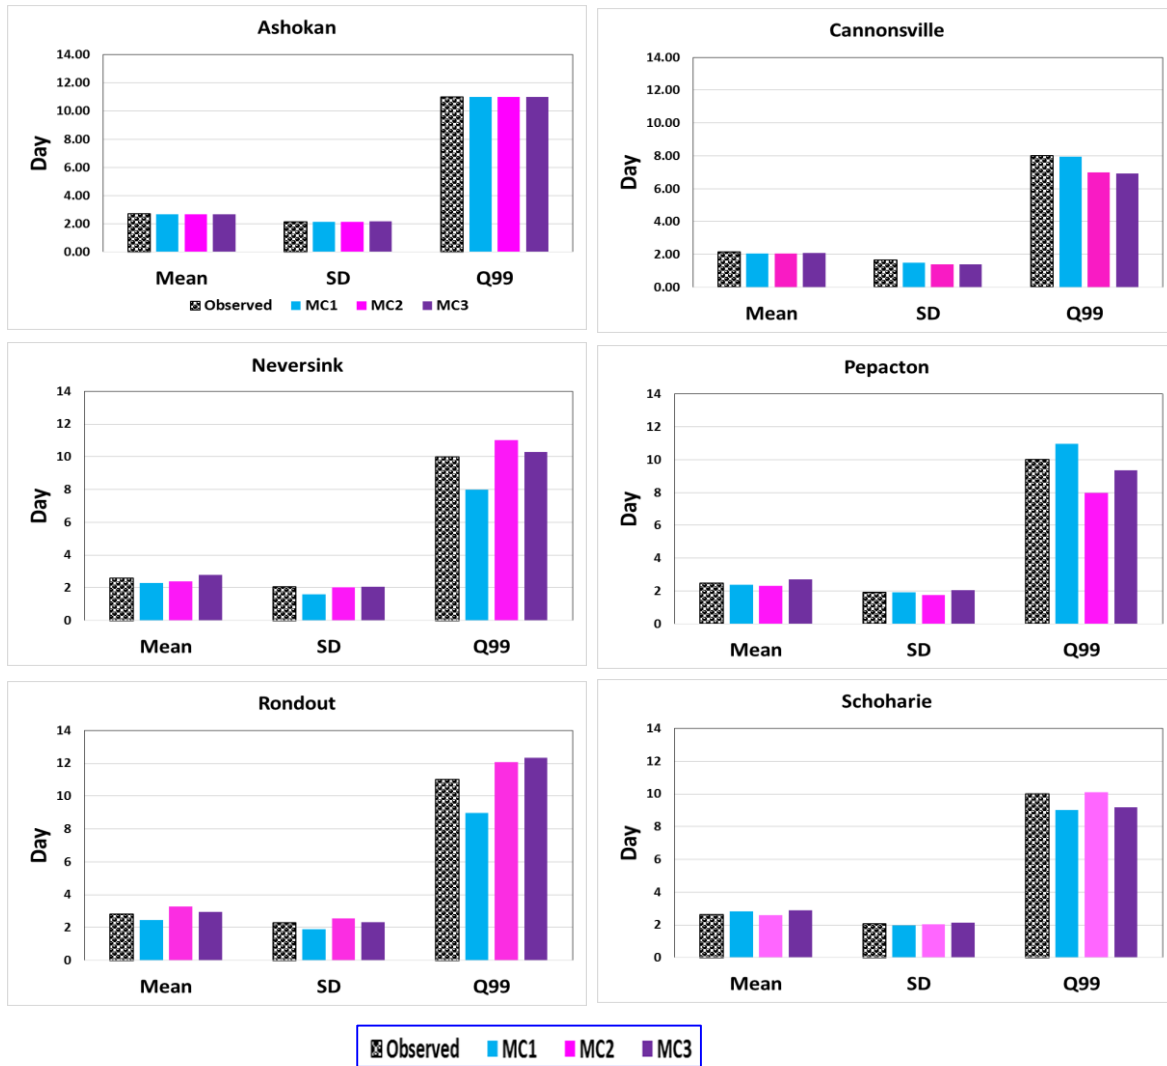 Ashokan
14.00
12.00
10.00
8.00
6.00
4.00
2.00
0.00
Day
Mean SD Q99
Observed MC1 MC2 MC3
Cannonsville
14.00
12.00
10.00
8.00
6.00
4.00
2.00
0.00
Day
Mean SD Q99
Neversink
14
12
10
8
6
4
2
0
Day
Mean SD Q99
Pepacton
14
12
10
8
6
4
2
0
Day
Mean SD Q99
Rondout
14
12
10
8
6
4
2
0
Day
Mean SD Q99
Schoharie
14
12
10
8
6
4
2
0
Day
Mean SD Q99
Observed MC1 MC2 MC3